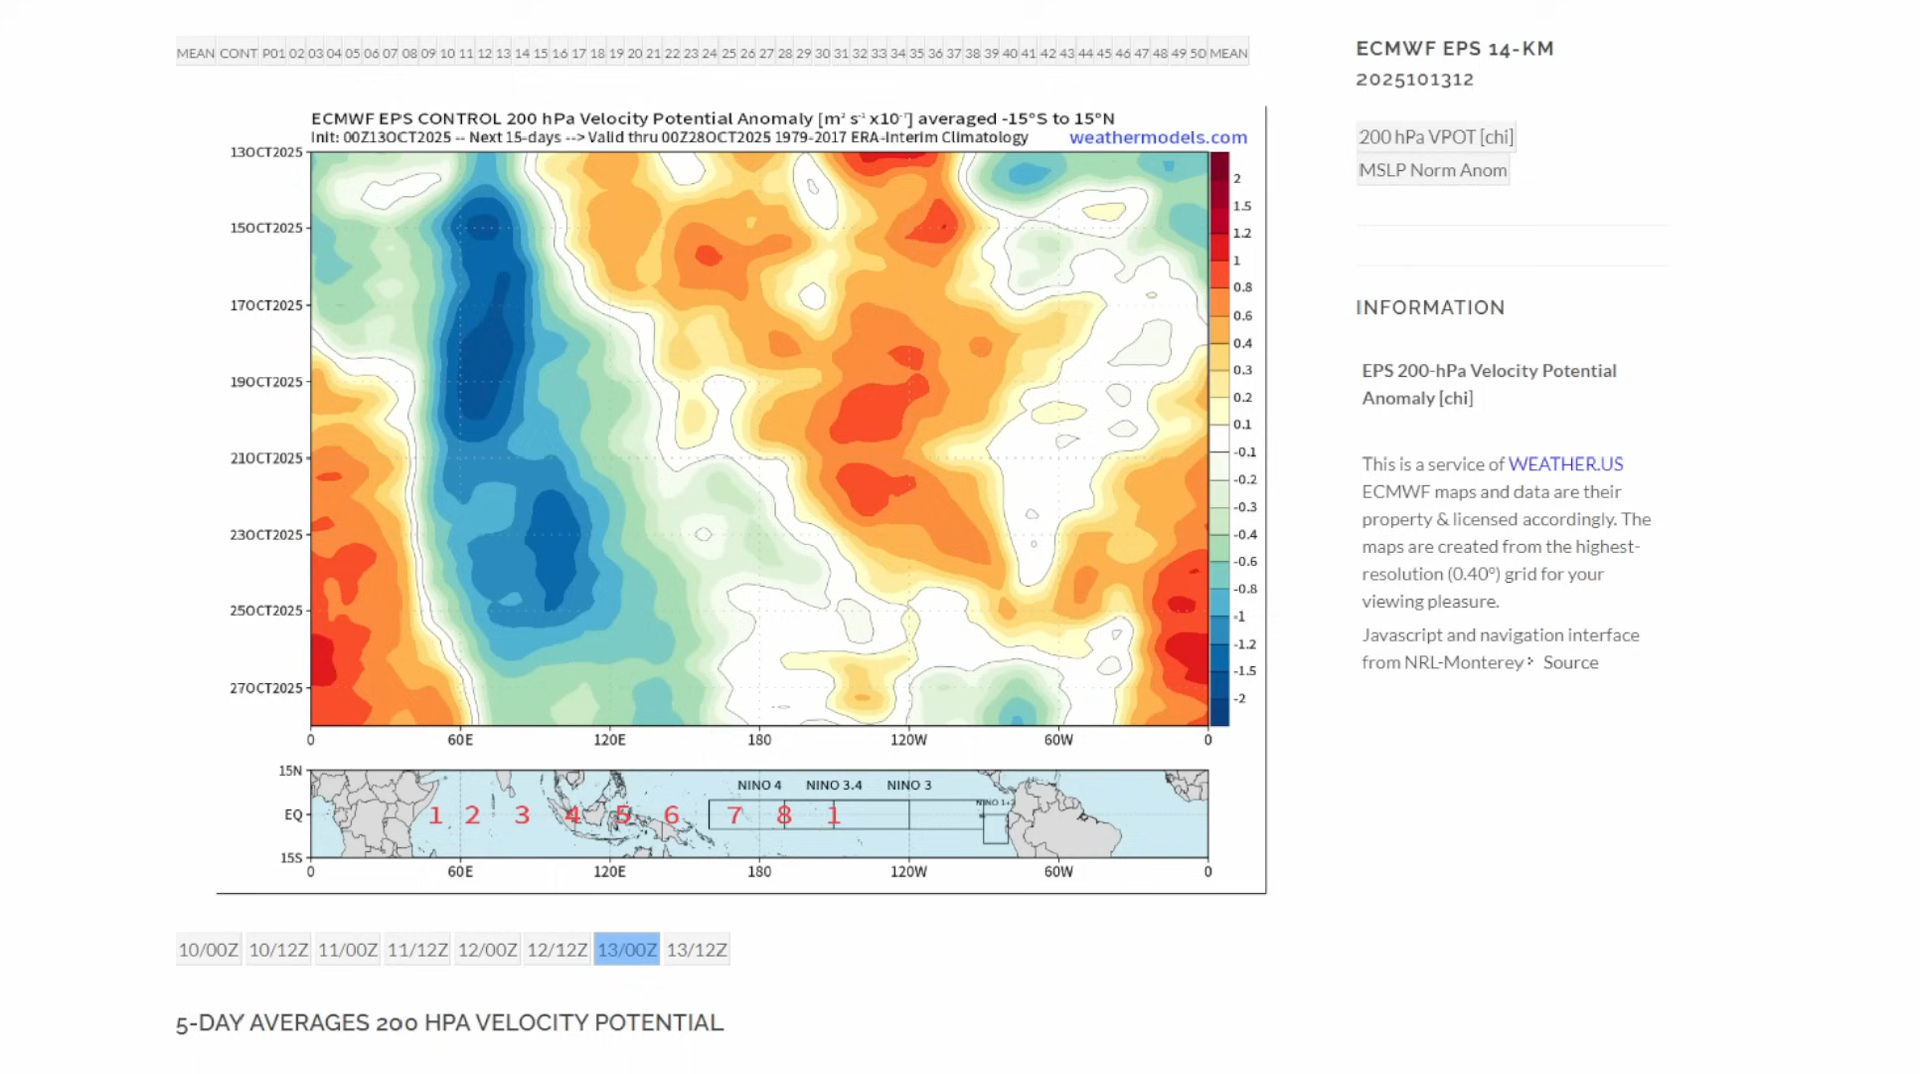 MEAN CONT P01 02 03 04 05 06 07 08 09 10 11 12 13 14 15 16 17 18 19 20 21 22 23 24 25 26 27 28 29 30 31 32 33 34 35 36 37 38 39 40 41 42 43 44 45 46 47 48 49 50 MEAN
ECMWF EPS CONTROL 200 hPa Velocity Potential Anomaly [m² s⁻¹ x10⁻⁷] averaged -15°S to 15°N
Init: 00Z13OCT2025 -- Next 15-days --> Valid thru 00Z28OCT2025 1979-2017 ERA-Interim Climatology
weathermodels.com
13OCT2025
15OCT2025
17OCT2025
19OCT2025
21OCT2025
23OCT2025
25OCT2025
27OCT2025
0 60E 120E 180 120W 60W 0
2
1.5
1.2
1
0.8
0.6
0.4
0.3
0.2
0.1
-0.1
-0.2
-0.3
-0.4
-0.6
-0.8
-1
-1.2
-1.5
-2
15N
EQ
15S
NINO 4 NINO 3.4 NINO 3
1 2 3 4 5 6 7 8 1
0 60E 120E 180 120W 60W 0
10/00Z 10/12Z 11/00Z 11/12Z 12/00Z 12/12Z 13/00Z 13/12Z
5-DAY AVERAGES 200 HPA VELOCITY POTENTIAL
ECMWF EPS 14-KM
2025101312
200 hPa VPOT [chi]
MSLP Norm Anom
INFORMATION
EPS 200-hPa Velocity Potential
Anomaly [chi]
This is a service of WEATHER.US
ECMWF maps and data are their
property & licensed accordingly. The
maps are created from the highest-
resolution (0.40º) grid for your
viewing pleasure.
Javascript and navigation interface
from NRL-Monterey Source